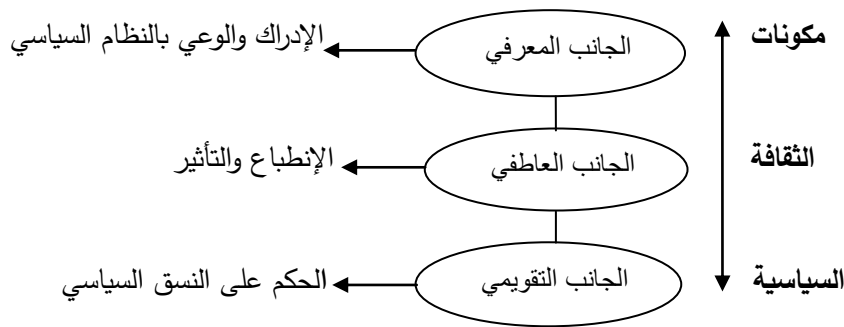 مكونات
الجانب المعرفي
الإدراك والوعي بالنظام السياسي
الثقافة
الجانب العاطفي
الإنطباع والتأثير
السياسية
الجانب التقويمي
الحكم على النسق السياسي